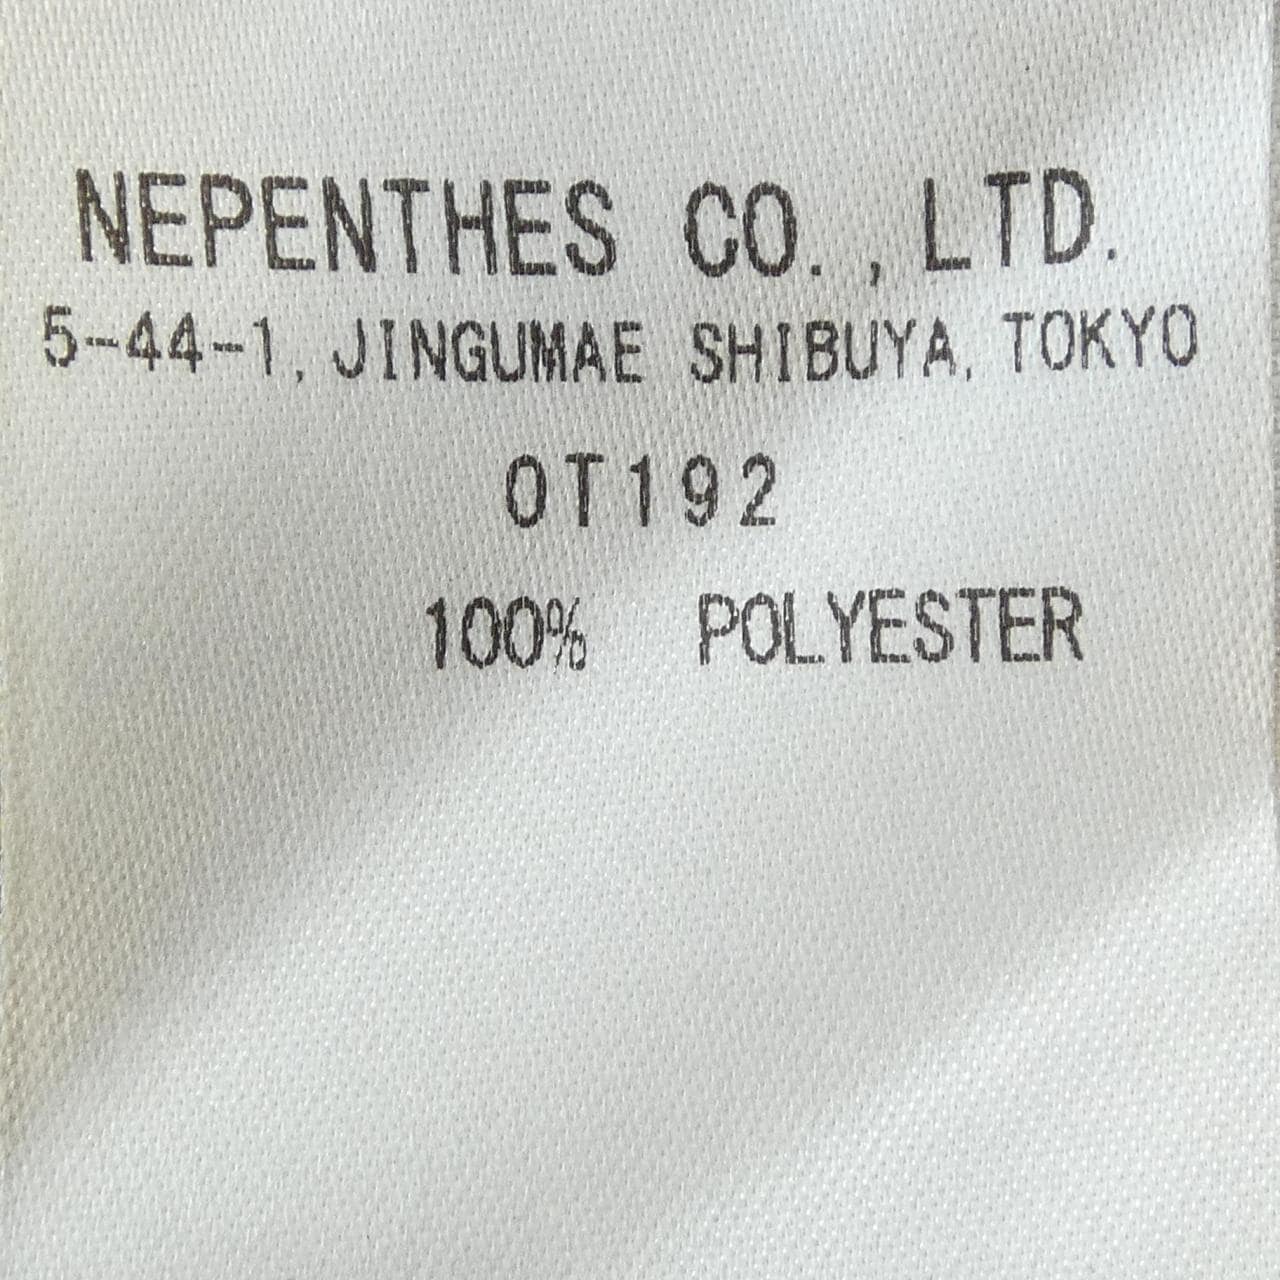 NEPENTHES CO.,LTD.
5-44-1, JINGUMAE SHIBUYA, TOKYO
OT192
100% POLYESTER